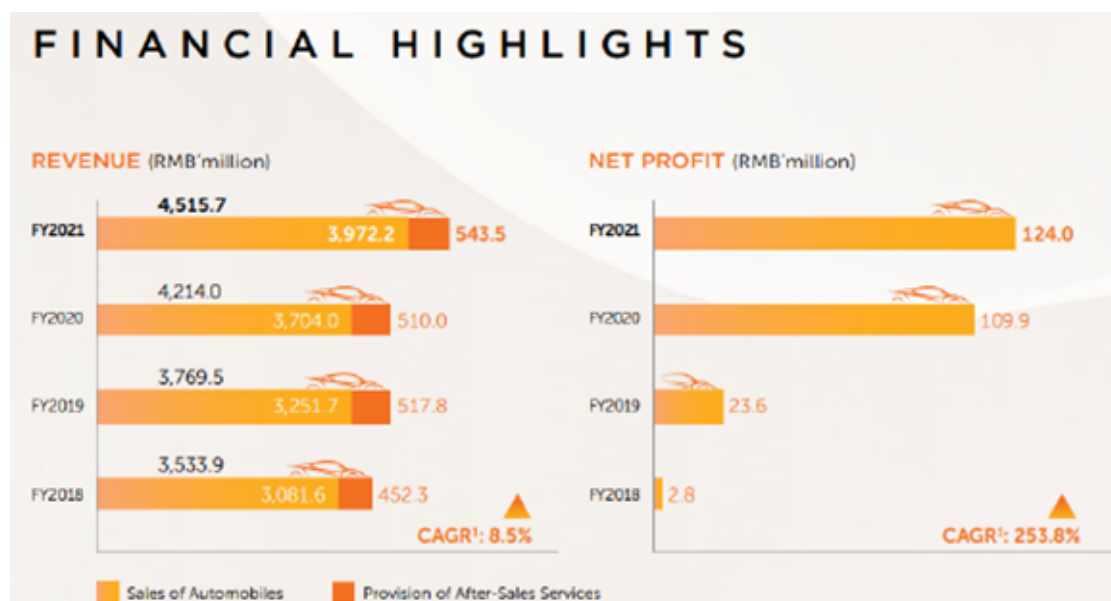 FINANCIAL HIGHLIGHTS
REVENUE (RMB'million)
4,515.7
FY2021 3,972.2 543.5
4,214.0
FY2020 3,704.0 510.0
3,769.5
FY2019 3,251.7 517.8
3,533.9
FY2018 3,081.6 452.3
CAGR¹: 8.5%
Sales of Automobiles Provision of After-Sales Services
NET PROFIT (RMB'million)
FY2021 124.0
FY2020 109.9
FY2019 23.6
FY2018 2.8
CAGR¹: 253.8%